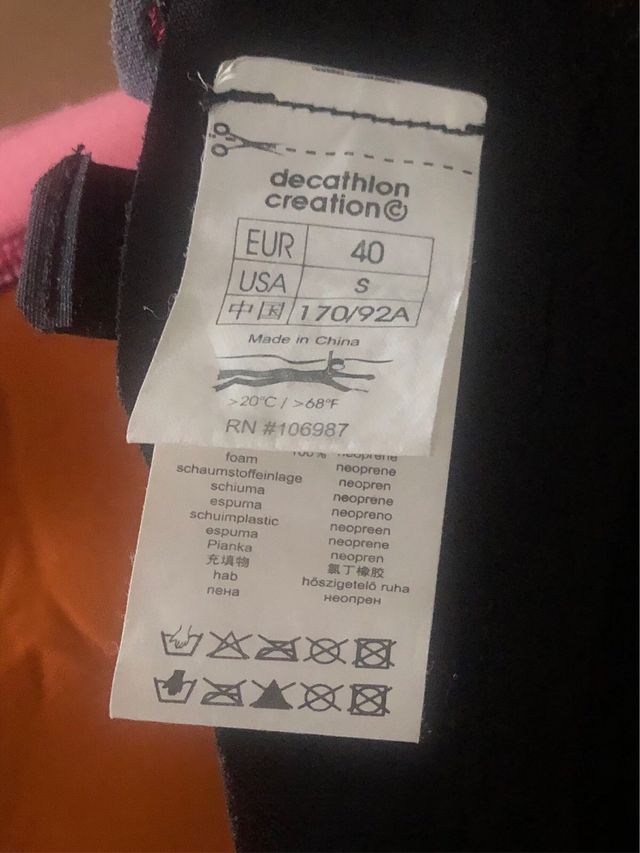 decathlon
creation©
EUR 40
USA S
中国 170/92A
Made in China
>20°C / >68°F
RN #106987
foam 100% neoprene
schaumstoffeinlage neoprene
schiuma neopren
espuma neoprene
schuimplastic neopreno
espuma neopreen
Pianka neoprene
充填物 neopren
hab 氯丁橡胶
пена hőszigetelő ruha
неопрен